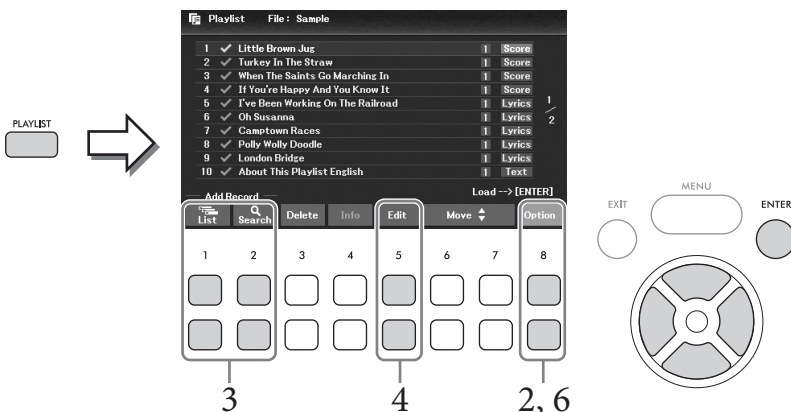 Playlist File: Sample
1 Little Brown Jug 1 Score
2 Turkey In The Straw 1 Score
3 When The Saints Go Marching In 1 Score
4 If You're Happy And You Know It 1 Score
5 I've Been Working On The Railroad 1 Lyrics
6 Oh Susanna 1 Lyrics
7 Camptown Races 1 Lyrics
8 Polly Wolly Doodle 1 Lyrics
9 London Bridge 1 Lyrics
10 About This Playlist English 1 Text
1/2
Add Record Load --> [ENTER]
List Search Delete Info Edit Move Option
PLAYLIST
1 2 3 4 5 6 7 8
EXIT MENU ENTER
3 4 2, 6